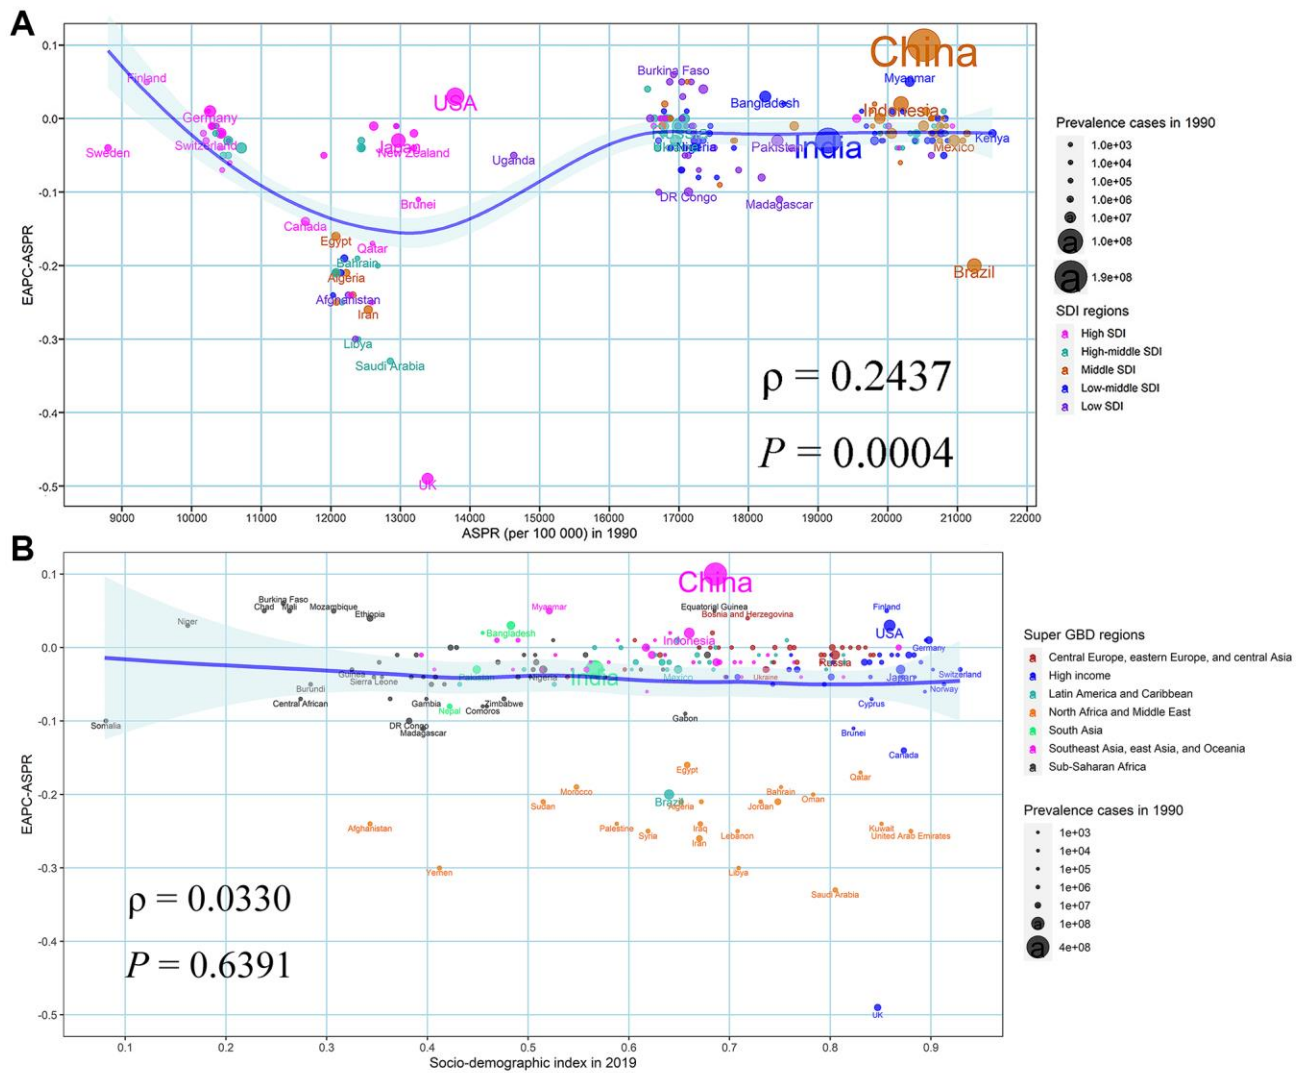 A
0.1
0.0
-0.1
-0.2
-0.3
-0.4
-0.5
EAPC-ASPR
China
Burkina Faso
Finland
Myanmar
USA
Bangladesh
Indonesia
Germany
Kenya
Switzerland
Japan
New Zealand
Nigeria
Pakistan
India
Mexico
Sweden
Uganda
DR Congo
Madagascar
Brunei
Canada
Egypt
Qatar
Bahrain
Algeria
Brazil
Afghanistan
Iran
Libya
Saudi Arabia
UK
ρ = 0.2437
P = 0.0004
9000 10000 11000 12000 13000 14000 15000 16000 17000 18000 19000 20000 21000 22000
ASPR (per 100 000) in 1990
Prevalence cases in 1990
1.0e+03
1.0e+04
1.0e+05
1.0e+06
1.0e+07
a 1.0e+08
a 1.9e+08
SDI regions
a High SDI
a High-middle SDI
a Middle SDI
a Low-middle SDI
a Low SDI
B
0.1
0.0
-0.1
-0.2
-0.3
-0.4
-0.5
EAPC-ASPR
China
Burkina Faso
Chad Mali Mozambique
Ethiopia
Myanmar
Equatorial Guinea
Bosnia and Herzegovina
Finland
Niger
Bangladesh
Indonesia
USA
Germany
Russia
Guinea
Sierra Leone
Pakistan
Nigeria
India
Mexico
Ukraine
Japan
Switzerland
Norway
Burundi
Central African
Gambia
Nepal
Zimbabwe
Comoros
Cyprus
Somalia
DR Congo
Madagascar
Gabon
Brunei
Canada
Egypt
Qatar
Morocco
Bahrain
Oman
Sudan
Brazil
Algeria
Jordan
Afghanistan
Palestine
Iraq
Syria
Lebanon
Iran
Kuwait
United Arab Emirates
Yemen
Libya
Saudi Arabia
UK
ρ = 0.0330
P = 0.6391
0.1 0.2 0.3 0.4 0.5 0.6 0.7 0.8 0.9
Socio-demographic index in 2019
Super GBD regions
a Central Europe, eastern Europe, and central Asia
a High income
a Latin America and Caribbean
a North Africa and Middle East
a South Asia
a Southeast Asia, east Asia, and Oceania
a Sub-Saharan Africa
Prevalence cases in 1990
1e+03
1e+04
1e+05
1e+06
1e+07
a 1e+08
a 4e+08